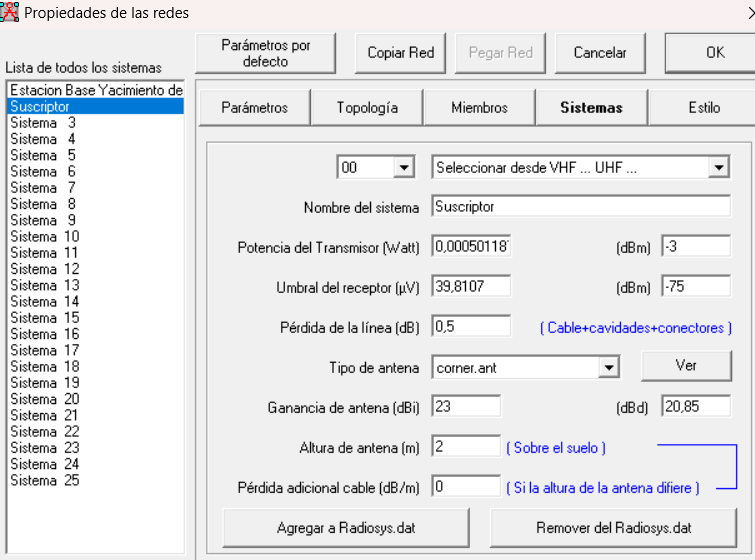 Propiedades de las redes
Parámetros por defecto
Copiar Red
Pegar Red
Cancelar
OK
Lista de todos los sistemas
Estacion Base Yacimiento de
Suscriptor
Sistema 3
Sistema 4
Sistema 5
Sistema 6
Sistema 7
Sistema 8
Sistema 9
Sistema 10
Sistema 11
Sistema 12
Sistema 13
Sistema 14
Sistema 15
Sistema 16
Sistema 17
Sistema 18
Sistema 19
Sistema 20
Sistema 21
Sistema 22
Sistema 23
Sistema 24
Sistema 25
Parámetros Topología Miembros Sistemas Estilo
00 Seleccionar desde VHF ... UHF ...
Nombre del sistema Suscriptor
Potencia del Transmisor (Watt) 0,00050118 (dBm) -3
Umbral del receptor (µV) 39,8107 (dBm) -75
Pérdida de la línea (dB) 0,5 ( Cable+cavidades+conectores )
Tipo de antena corner.ant Ver
Ganancia de antena (dBi) 23 (dBd) 20,85
Altura de antena (m) 2 ( Sobre el suelo )
Pérdida adicional cable (dB/m) 0 ( Si la altura de la antena difiere )
Agregar a Radiosys.dat Remover del Radiosys.dat